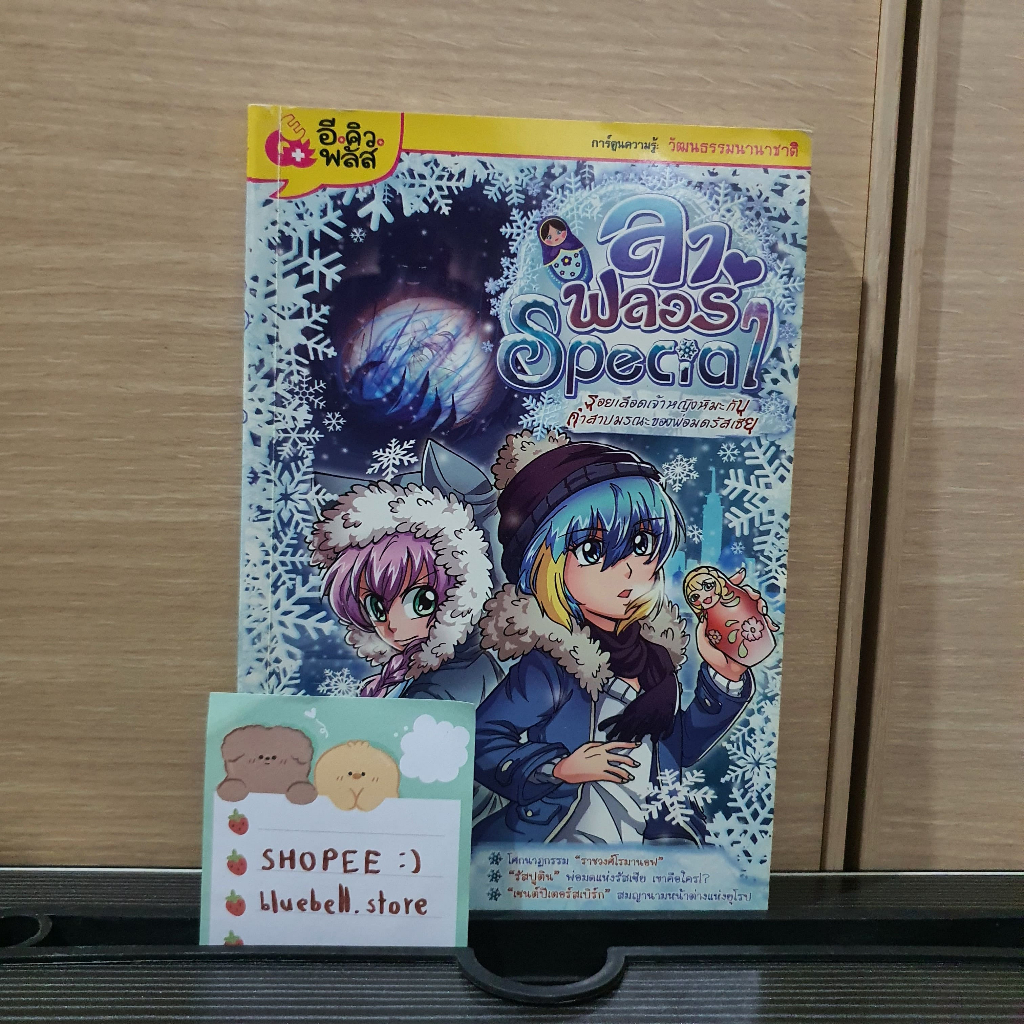 อี.คิว.
พลัส
การ์ตูนความรู้: วัฒนธรรมนานาชาติ
ลา
ฟลอร์
Special
รอยเลือดเจ้าหญิงหิมะกับ
คำสาปมรณะของพ่อมดรัสเซีย
โศกนาฏกรรม "ราชวงศ์โรมานอฟ"
"รัสปูติน" พ่อมดแห่งรัสเซีย เขาคือใคร!?
"เซนต์ปีเตอร์สเบิร์ก" สมญานามหน้าต่างแห่งยุโรป
SHOPEE :)
bluebell.store